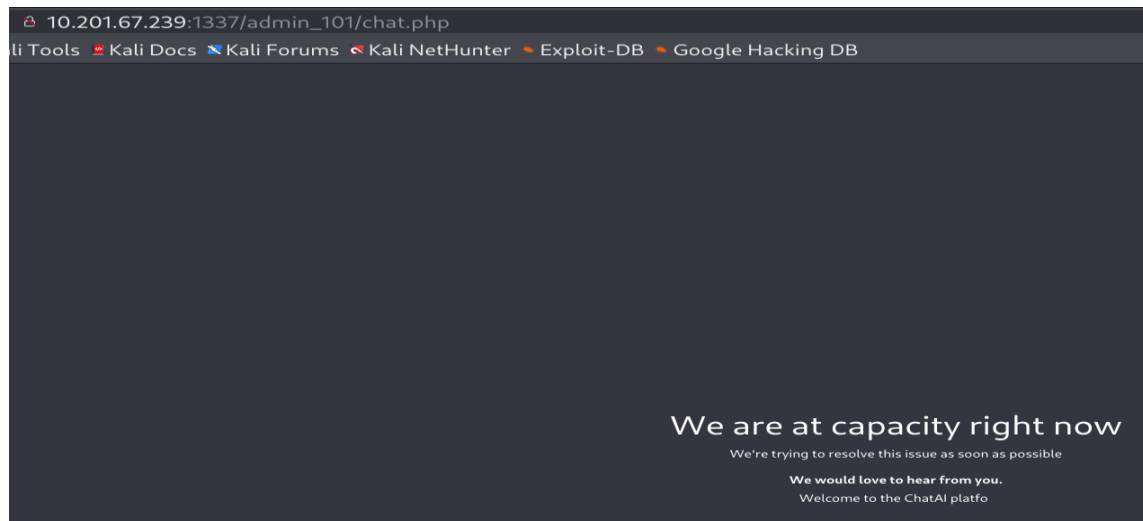 10.201.67.239:1337/admin_101/chat.php
li Tools Kali Docs Kali Forums Kali NetHunter Exploit-DB Google Hacking DB
We are at capacity right now
We're trying to resolve this issue as soon as possible
We would love to hear from you.
Welcome to the ChatAI platfo